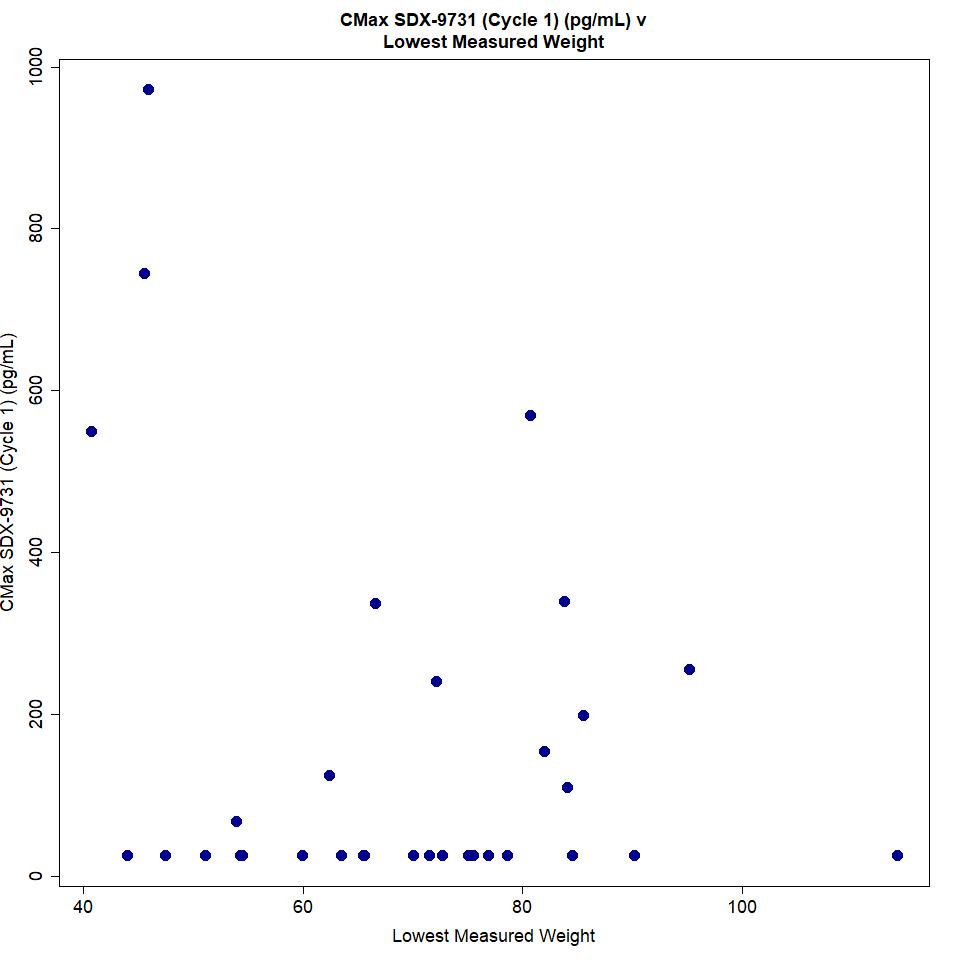 CMax SDX-9731 (Cycle 1) (pg/mL) v
Lowest Measured Weight
1000
800
600
400
200
0
CMax SDX-9731 (Cycle 1) (pg/mL)
40 60 80 100
Lowest Measured Weight